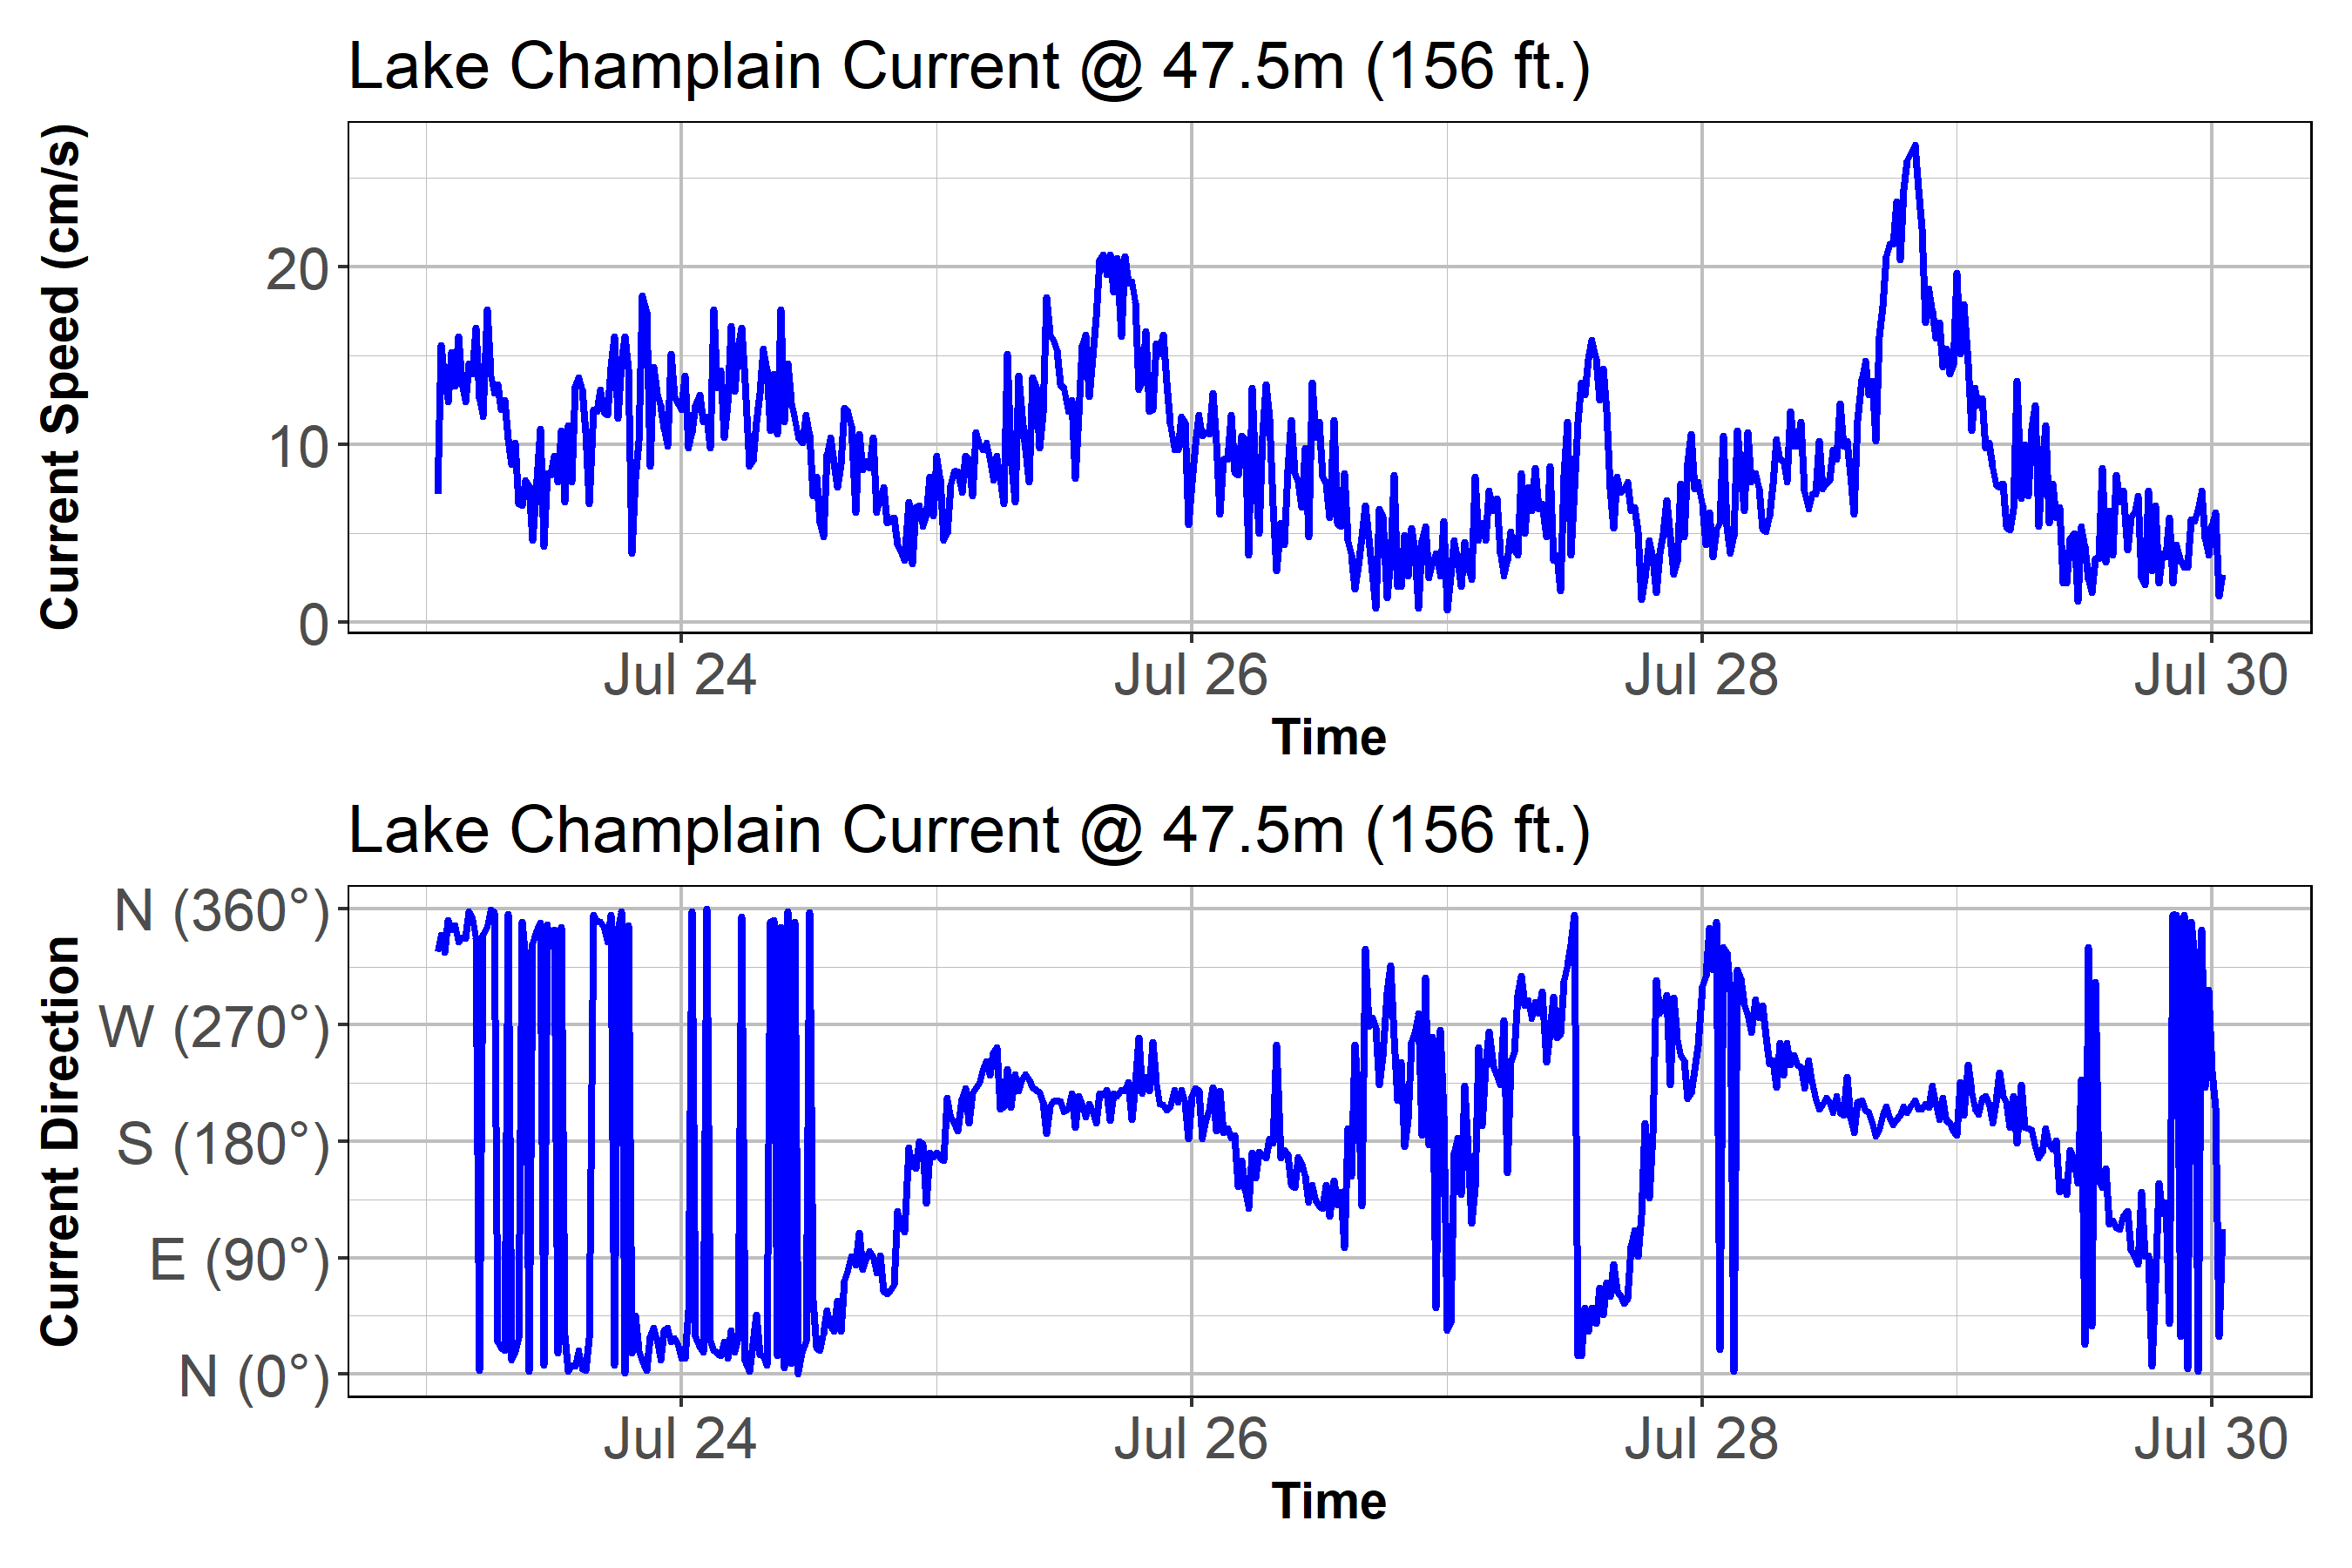 Lake Champlain Current @ 47.5m (156 ft.)
Current Speed (cm/s)
20
10
0
Jul 24 Jul 26 Jul 28 Jul 30
Time
Lake Champlain Current @ 47.5m (156 ft.)
Current Direction
N (360°)
W (270°)
S (180°)
E (90°)
N (0°)
Jul 24 Jul 26 Jul 28 Jul 30
Time